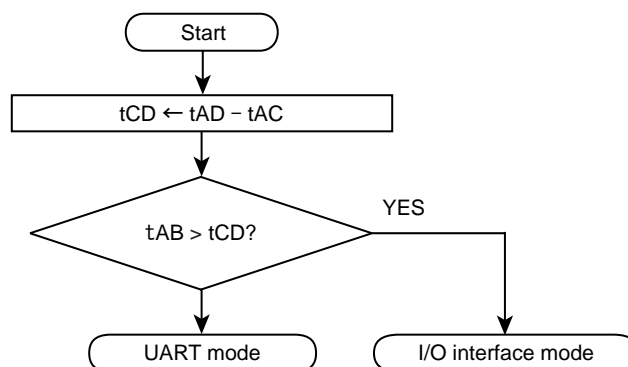 Start
tCD ← tAD − tAC
tAB > tCD?
YES
UART mode
I/O interface mode